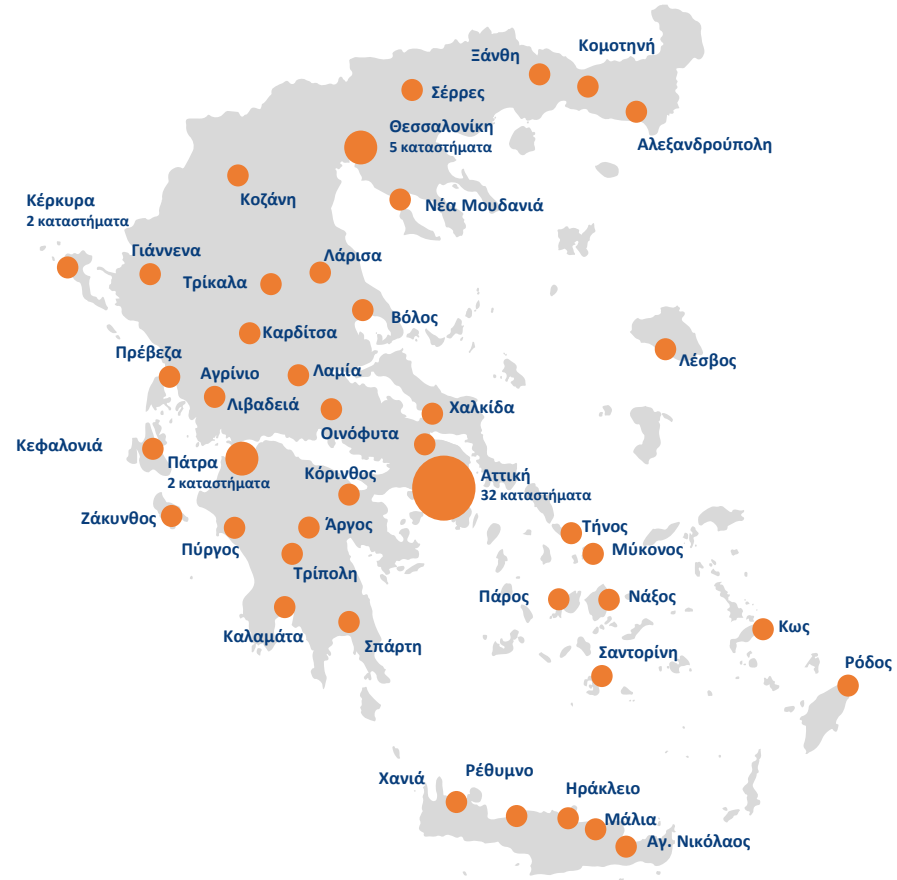 Κομοτηνή
Ξάνθη
Σέρρες
Θεσσαλονίκη
5 καταστήματα
Αλεξανδρούπολη
Κοζάνη
Νέα Μουδανιά
Κέρκυρα
2 καταστήματα
Γιάννενα
Λάρισα
Τρίκαλα
Βόλος
Καρδίτσα
Πρέβεζα
Λέσβος
Αγρίνιο
Λαμία
Λιβαδειά
Χαλκίδα
Οινόφυτα
Κεφαλονιά
Πάτρα
2 καταστήματα
Κόρινθος
Αττική
32 καταστήματα
Ζάκυνθος
Άργος
Τήνος
Πύργος
Μύκονος
Τρίπολη
Πάρος
Νάξος
Καλαμάτα
Σπάρτη
Κως
Σαντορίνη
Ρόδος
Χανιά
Ρέθυμνο
Ηράκλειο
Μάλια
Αγ. Νικόλαος